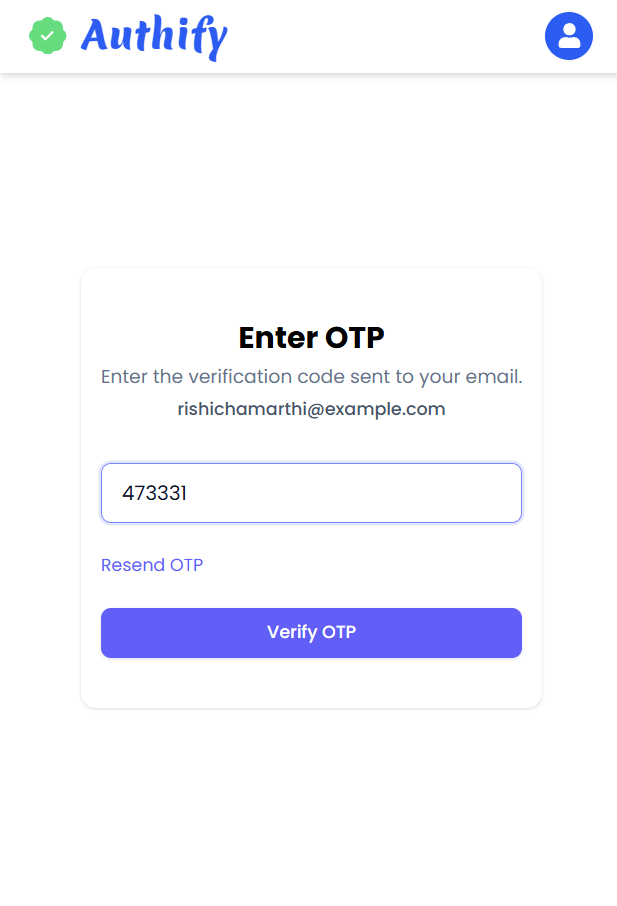 Authify
Enter OTP
Enter the verification code sent to your email.
rishichamarthi@example.com
473331
Resend OTP
Verify OTP